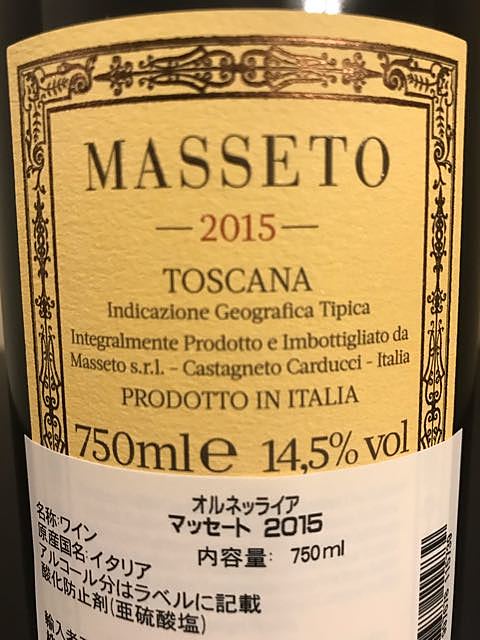 MASSETO
— 2015 —
TOSCANA
Indicazione Geografica Tipica
Integralmente Prodotto e Imbottigliato da
Masseto s.r.l. – Castagneto Carducci - Italia
PRODOTTO IN ITALIA
750ml e 14,5% vol
オルネッライア
マッセート 2015
内容量: 750ml
名称:ワイン
原産国名:イタリア
アルコール分はラベルに記載
酸化防止剤(亜硫酸塩)
輸入者